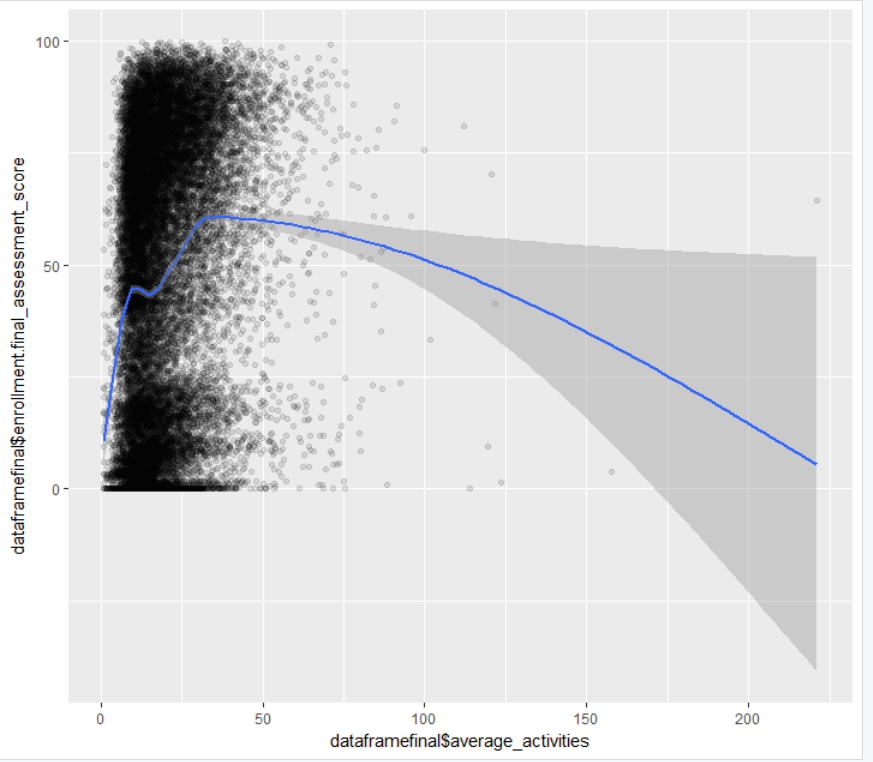 100
50
0
dataframefinal$enrollment.final_assessment_score
0 50 100 150 200
dataframefinal$average_activities